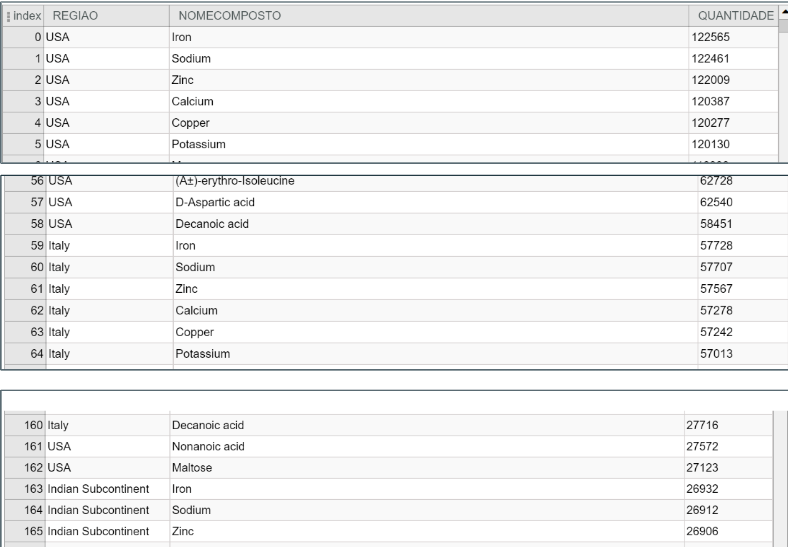 index REGIAO NOMECOMPOSTO QUANTIDADE
0 USA Iron 122565
1 USA Sodium 122461
2 USA Zinc 122009
3 USA Calcium 120387
4 USA Copper 120277
5 USA Potassium 120130
56 USA (A±)-erythro-Isoleucine 62728
57 USA D-Aspartic acid 62540
58 USA Decanoic acid 58451
59 Italy Iron 57728
60 Italy Sodium 57707
61 Italy Zinc 57567
62 Italy Calcium 57278
63 Italy Copper 57242
64 Italy Potassium 57013
160 Italy Decanoic acid 27716
161 USA Nonanoic acid 27572
162 USA Maltose 27123
163 Indian Subcontinent Iron 26932
164 Indian Subcontinent Sodium 26912
165 Indian Subcontinent Zinc 26906